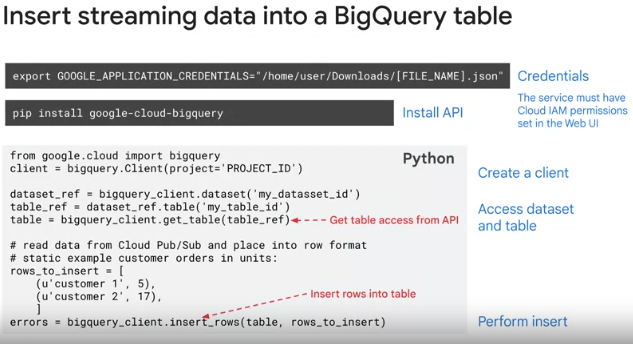 Insert streaming data into a BigQuery table
export GOOGLE_APPLICATION_CREDENTIALS="/home/user/Downloads/[FILE_NAME].json"
Credentials
The service must have
Cloud IAM permissions
set in the Web UI
pip install google-cloud-bigquery
Install API
Python
from google.cloud import bigquery
client = bigquery.Client(project='PROJECT_ID')
Create a client
dataset_ref = bigquery_client.dataset('my_datasset_id')
table_ref = dataset_ref.table('my_table_id')
table = bigquery_client.get_table(table_ref)
Get table access from API
Access dataset
and table
# read data from Cloud Pub/Sub and place into row format
# static example customer orders in units:
rows_to_insert = [
(u'customer 1', 5),
(u'customer 2', 17),
]
Insert rows into table
errors = bigquery_client.insert_rows(table, rows_to_insert)
Perform insert